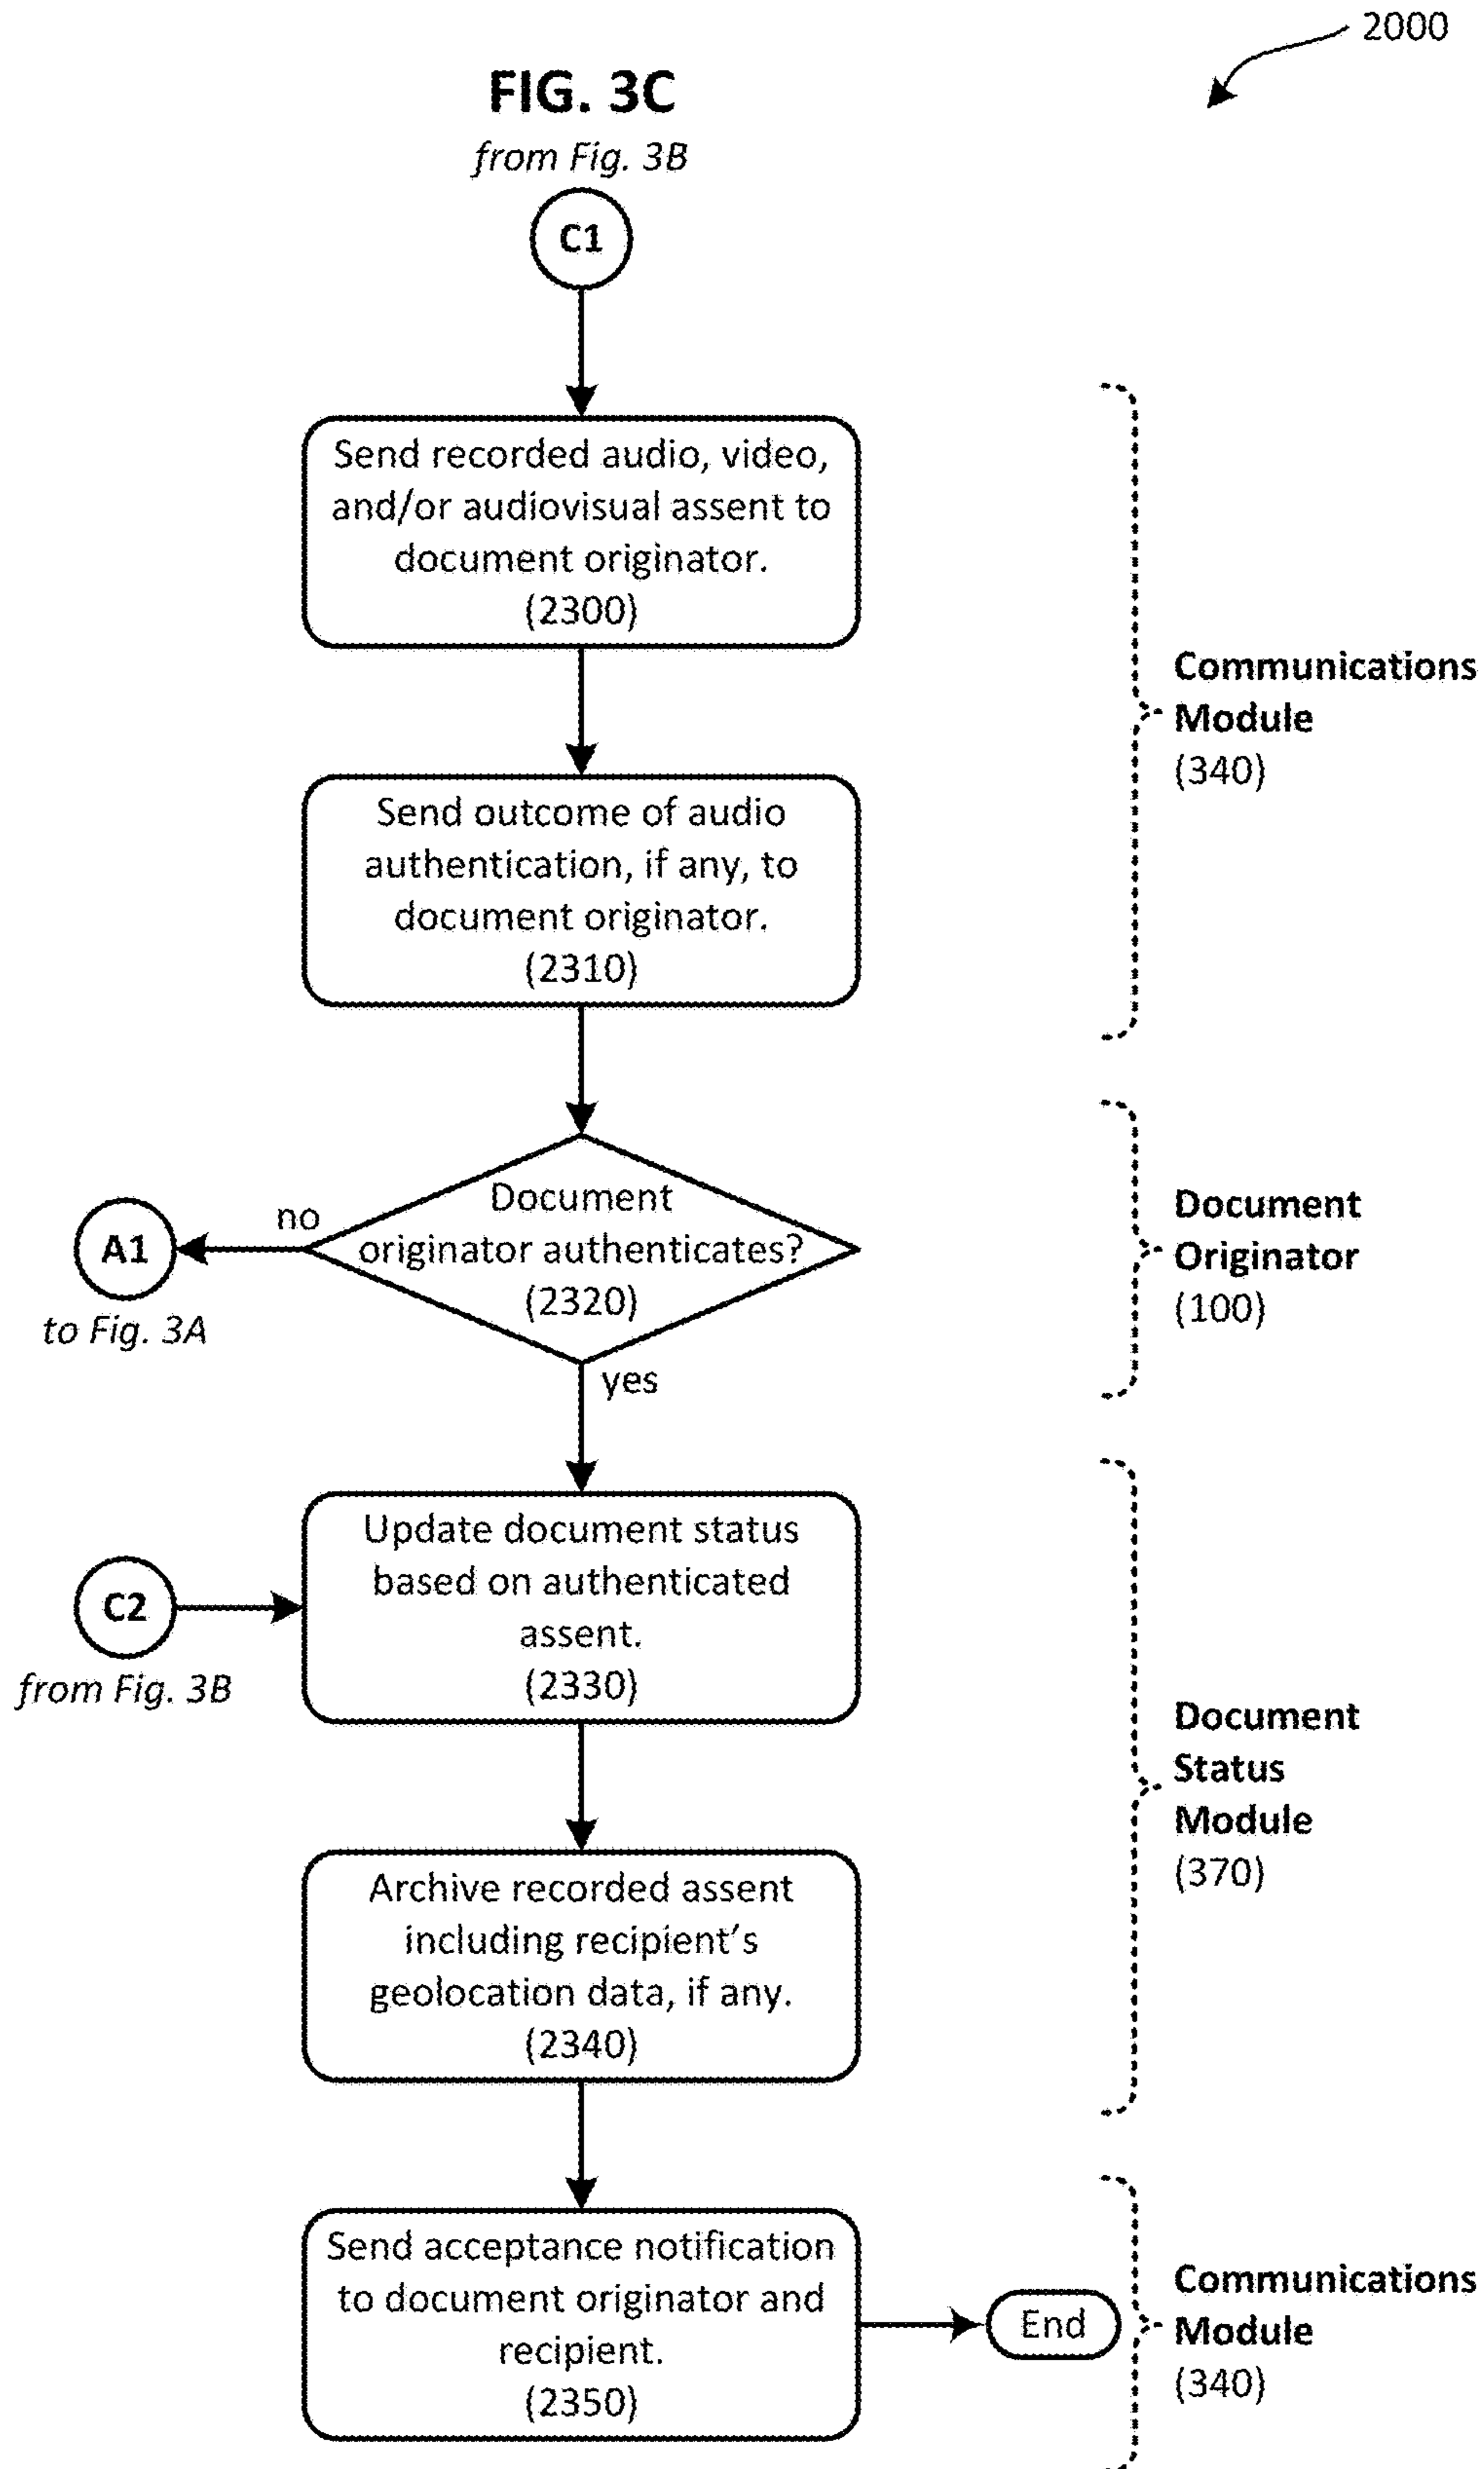 2000
FIG. 3C
from Fig. 3B
C1
Send recorded audio, video,
and/or audiovisual assent to
document originator.
(2300)
Communications
Module
(340)
Send outcome of audio
authentication, if any, to
document originator.
(2310)
Document
originator authenticates?
(2320)
no
A1
to Fig. 3A
yes
Document
Originator
(100)
Update document status
based on authenticated
assent.
(2330)
C2
from Fig. 3B
Document
Status
Module
(370)
Archive recorded assent
including recipient's
geolocation data, if any.
(2340)
Send acceptance notification
to document originator and
recipient.
(2350)
End
Communications
Module
(340)